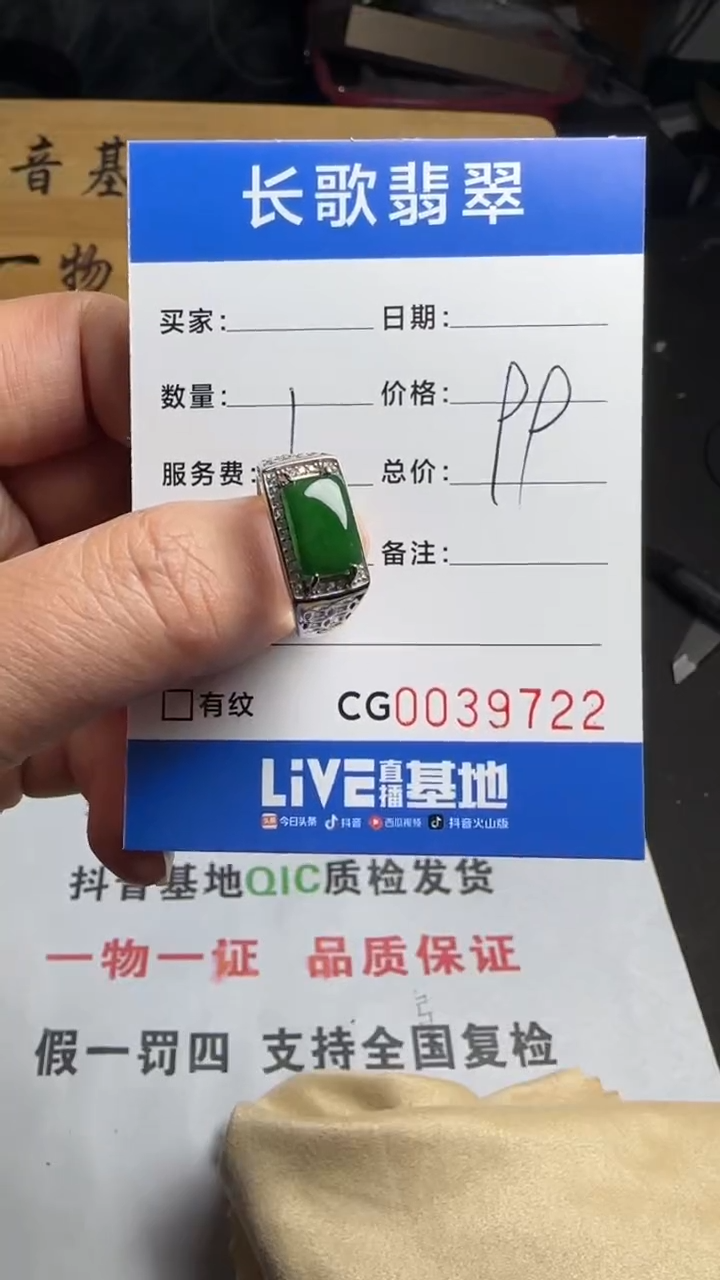 音基
一物
长歌翡翠
买家： 日期：
数量：1 价格：PP
服务费： 总价：
备注：
有纹 CG0039722
LiVE直播基地
今日头条 抖音 西瓜视频 抖音火山版
抖音基地QIC质检发货
一物一证 品质保证
假一罚四 支持全国复检